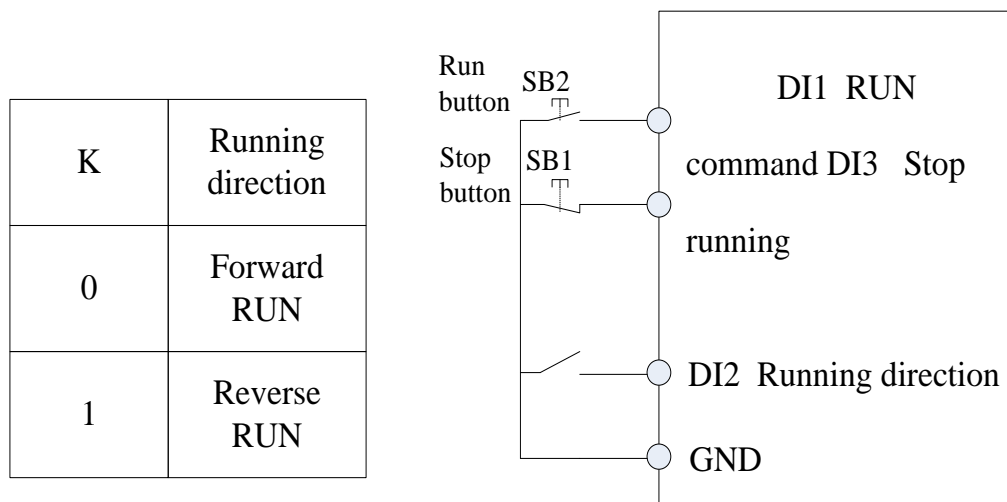 K
Running
direction
0
Forward
RUN
1
Reverse
RUN
Run
button
SB2
DI1 RUN
Stop
button
SB1
command DI3 Stop
running
DI2 Running direction
GND